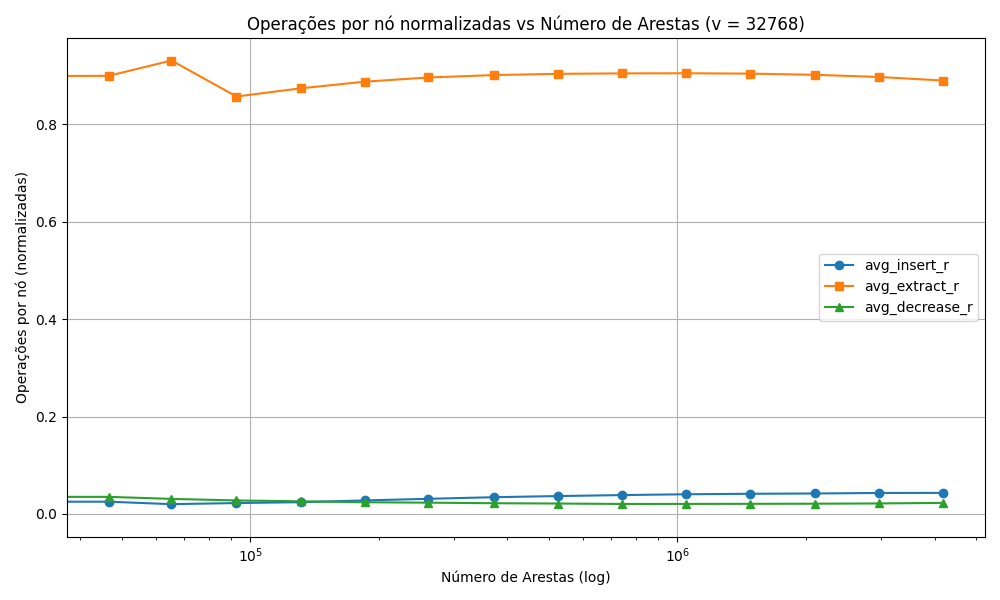 Operações por nó normalizadas vs Número de Arestas (v = 32768)
Operações por nó (normalizadas)
0.8
0.6
0.4
0.2
0.0
avg_insert_r
avg_extract_r
avg_decrease_r
10^5
10^6
Número de Arestas (log)